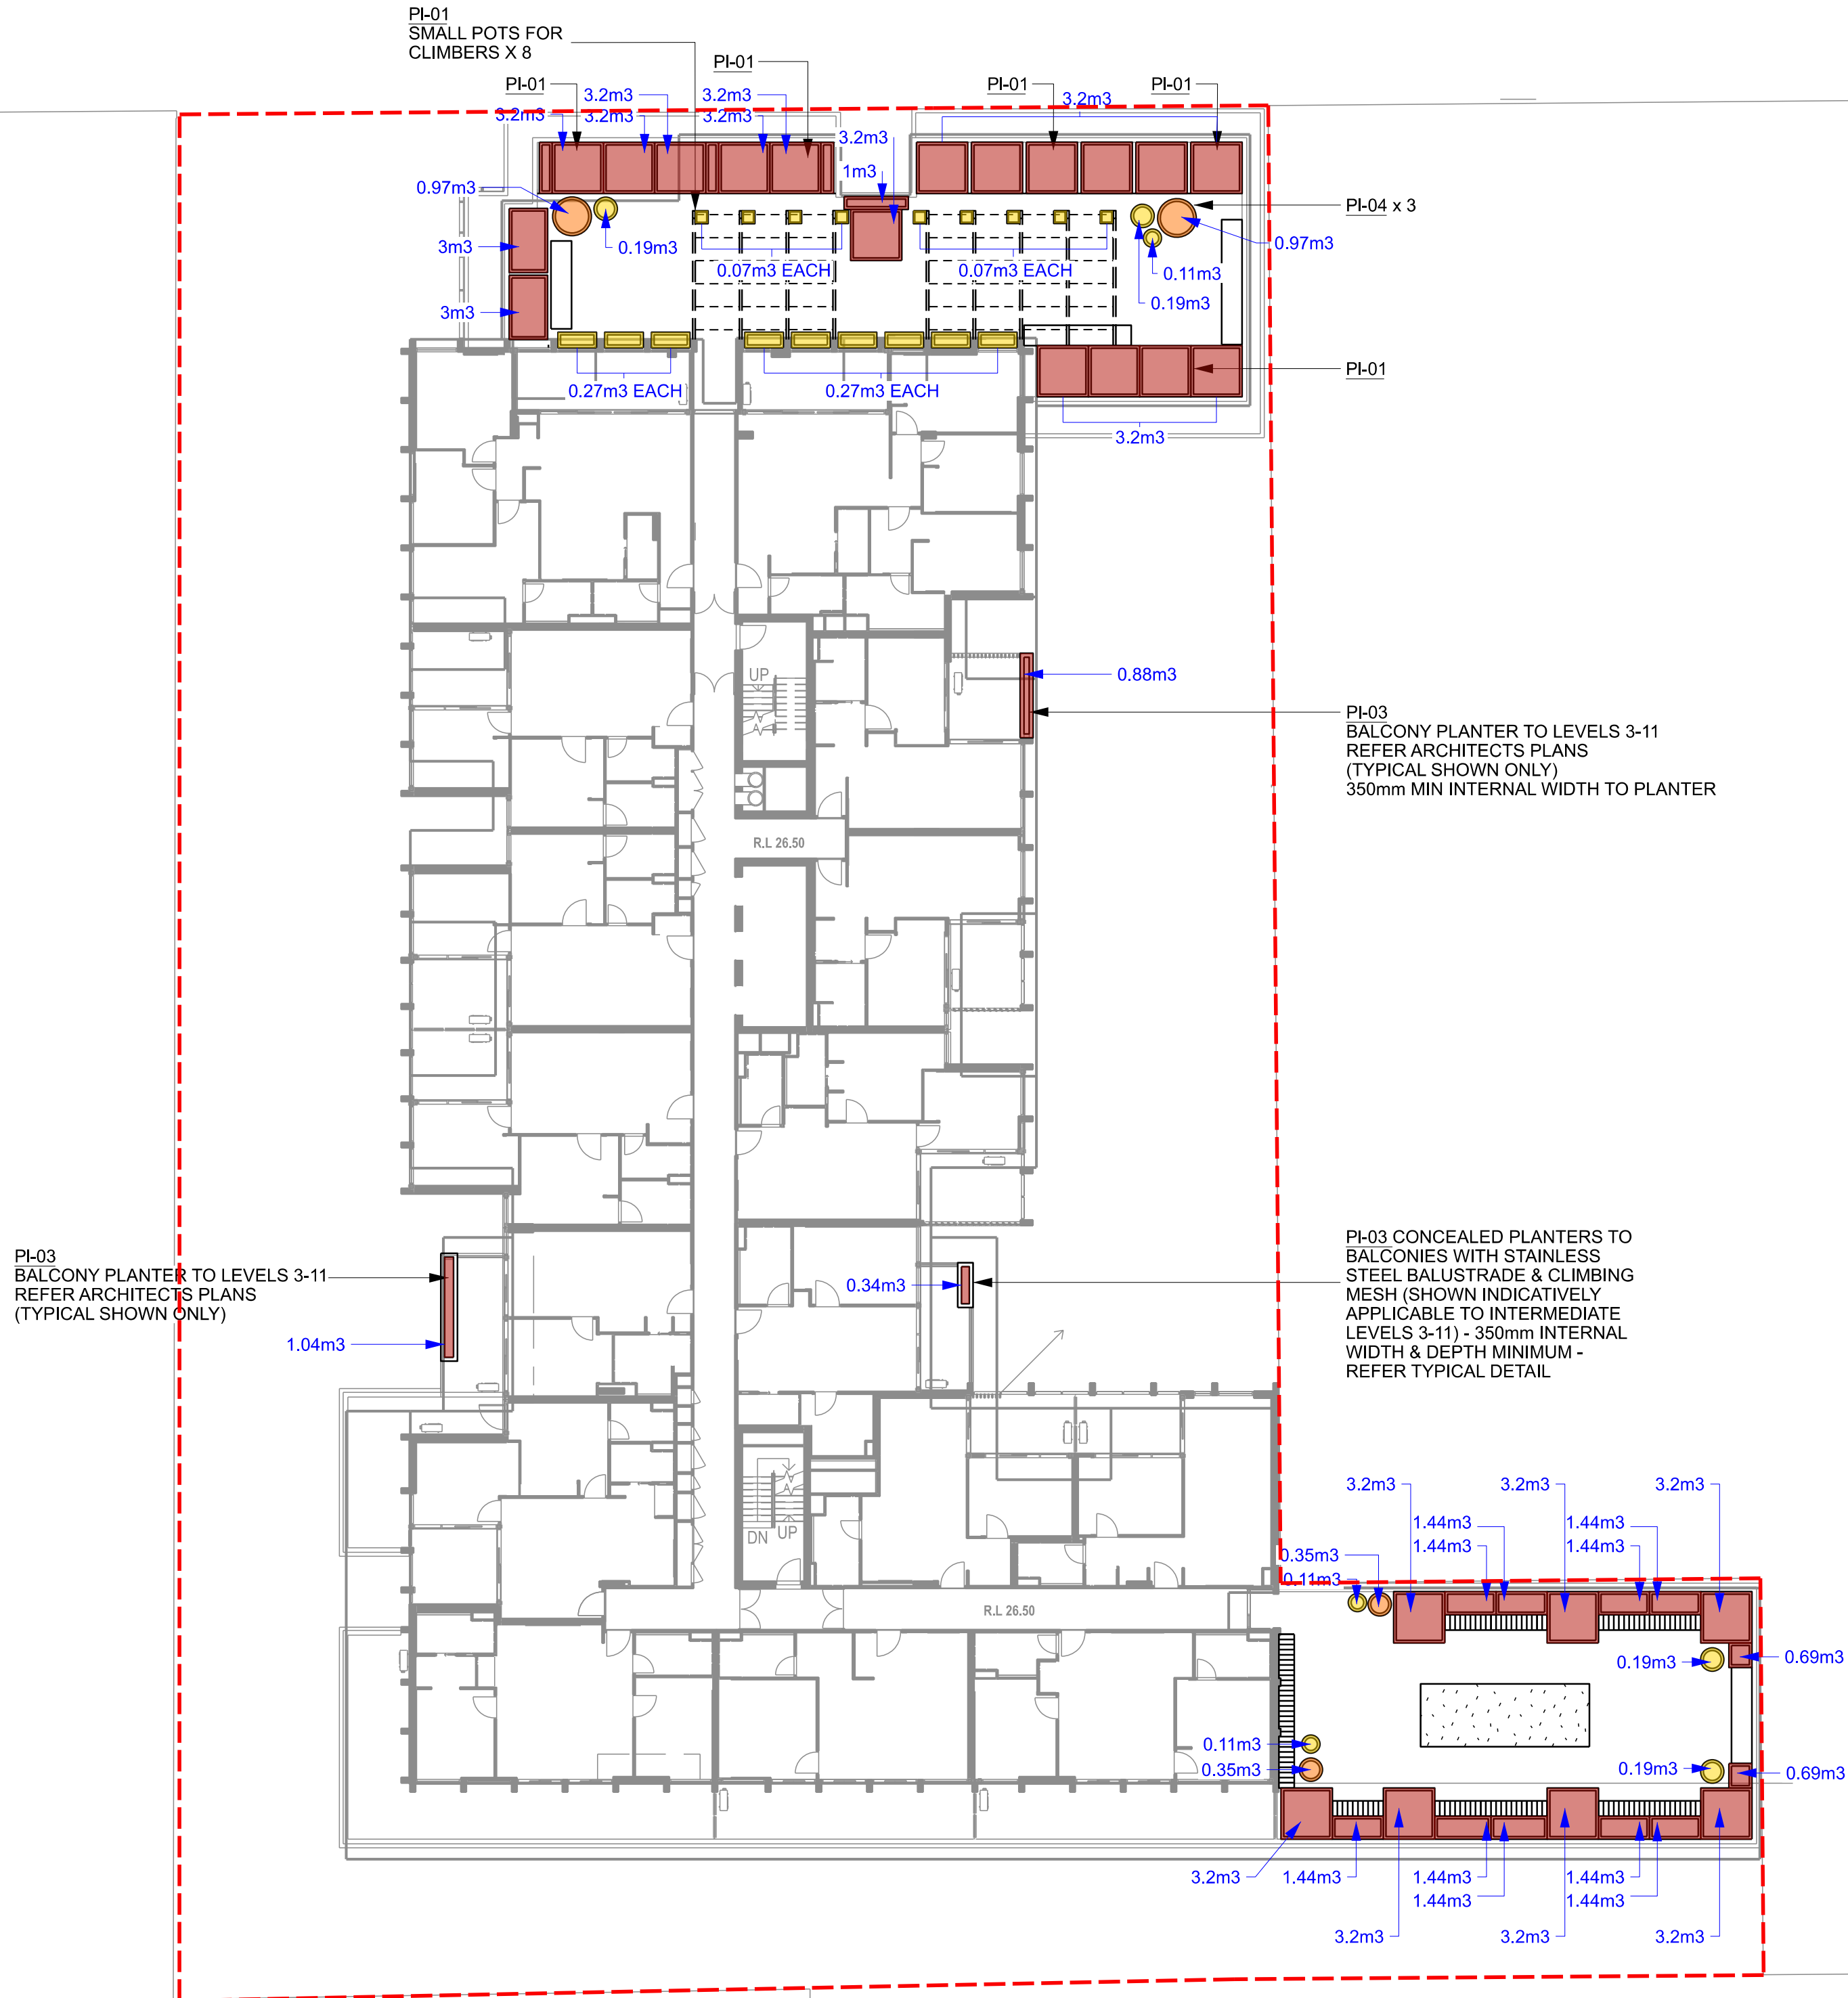 PI-01
SMALL POTS FOR
CLIMBERS X 8
PI-01
PI-01
PI-01
PI-01
3.2m3
3.2m3
3.2m3
3.2m3
3.2m3
3.2m3
3.2m3
1m3
0.97m3
0.19m3
3m3
3m3
0.07m3 EACH
0.07m3 EACH
PI-04 x 3
0.97m3
0.11m3
0.19m3
0.27m3 EACH
0.27m3 EACH
PI-01
3.2m3
UP
0.88m3
PI-03
BALCONY PLANTER TO LEVELS 3-11
REFER ARCHITECTS PLANS
(TYPICAL SHOWN ONLY)
350mm MIN INTERNAL WIDTH TO PLANTER
R.L 26.50
PI-03
BALCONY PLANTER TO LEVELS 3-11
REFER ARCHITECTS PLANS
(TYPICAL SHOWN ONLY)
1.04m3
0.34m3
PI-03 CONCEALED PLANTERS TO
BALCONIES WITH STAINLESS
STEEL BALUSTRADE & CLIMBING
MESH (SHOWN INDICATIVELY
APPLICABLE TO INTERMEDIATE
LEVELS 3-11) - 350mm INTERNAL
WIDTH & DEPTH MINIMUM -
REFER TYPICAL DETAIL
DN UP
R.L 26.50
3.2m3
3.2m3
3.2m3
1.44m3
1.44m3
1.44m3
1.44m3
0.35m3
0.11m3
0.19m3
0.69m3
0.11m3
0.35m3
0.19m3
0.69m3
3.2m3
1.44m3
1.44m3
1.44m3
1.44m3
1.44m3
3.2m3
3.2m3
3.2m3